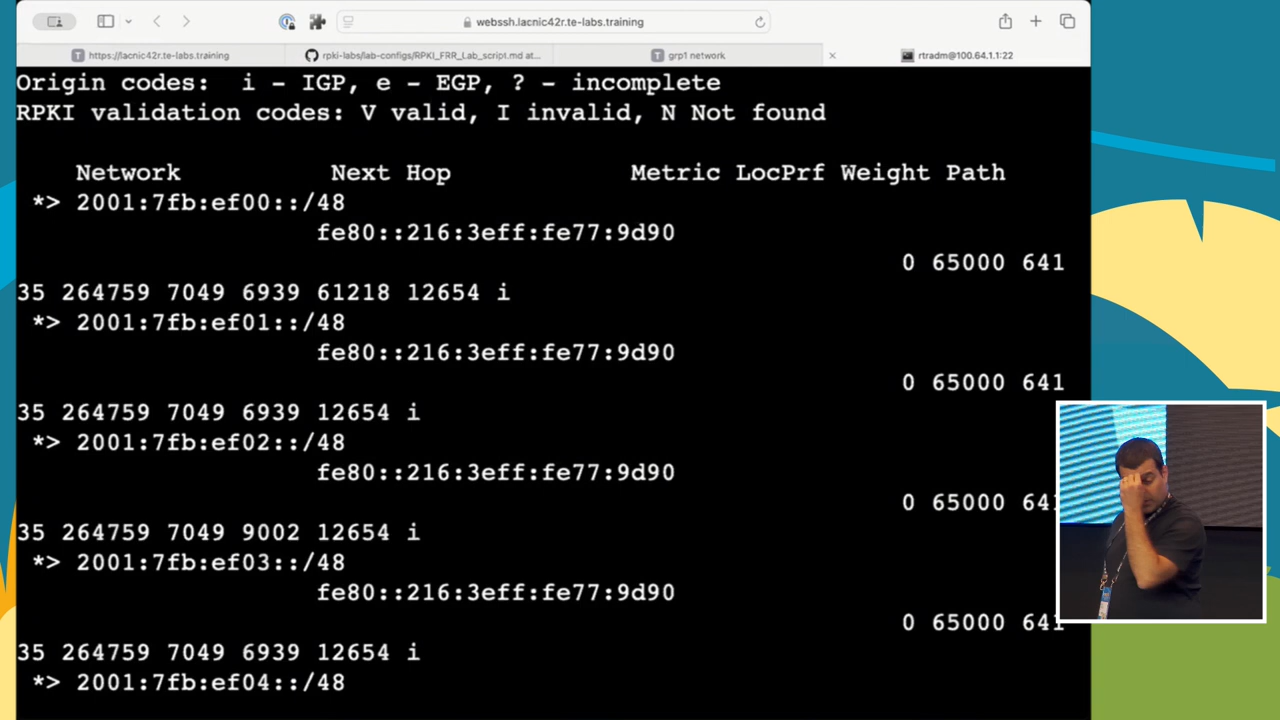 webssh.lacnic42r.te-labs.training
https://lacnic42r.te-labs.training
rpki-labs/lab-configs/RPKI_FRR_Lab_script.md at...
grp1 network
rtradm@100.64.1.1:22
Origin codes:  i - IGP, e - EGP, ? - incomplete
RPKI validation codes: V valid, I invalid, N Not found
Network Next Hop Metric LocPrf Weight Path
*> 2001:7fb:ef00::/48
fe80::216:3eff:fe77:9d90
0 65000 641
35 264759 7049 6939 61218 12654 i
*> 2001:7fb:ef01::/48
fe80::216:3eff:fe77:9d90
0 65000 641
35 264759 7049 6939 12654 i
*> 2001:7fb:ef02::/48
fe80::216:3eff:fe77:9d90
0 65000 641
35 264759 7049 9002 12654 i
*> 2001:7fb:ef03::/48
fe80::216:3eff:fe77:9d90
0 65000 641
35 264759 7049 6939 12654 i
*> 2001:7fb:ef04::/48